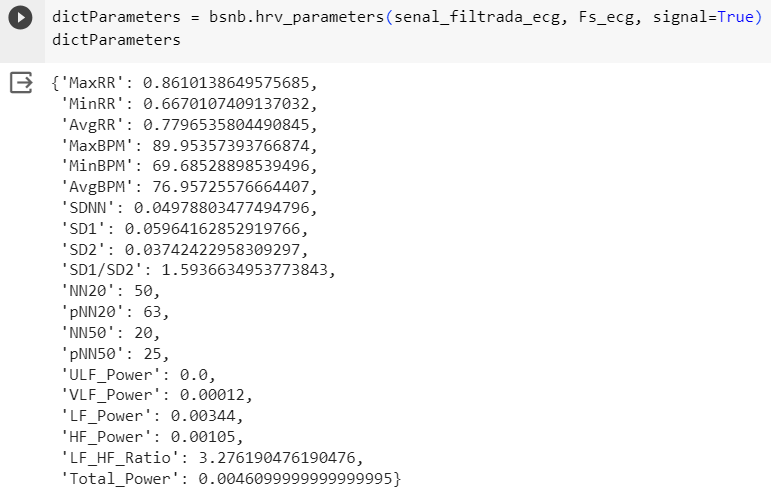 dictParameters = bsnb.hrv_parameters(senal_filtrada_ecg, Fs_ecg, signal=True)
dictParameters
{'MaxRR': 0.8610138649575685,
'MinRR': 0.6670107409137032,
'AvgRR': 0.7796535804490845,
'MaxBPM': 89.95357393766874,
'MinBPM': 69.68528898539496,
'AvgBPM': 76.95725576664407,
'SDNN': 0.04978803477494796,
'SD1': 0.05964162852919766,
'SD2': 0.03742422958309297,
'SD1/SD2': 1.5936634953773843,
'NN20': 50,
'pNN20': 63,
'NN50': 20,
'pNN50': 25,
'ULF_Power': 0.0,
'VLF_Power': 0.00012,
'LF_Power': 0.00344,
'HF_Power': 0.00105,
'LF_HF_Ratio': 3.276190476190476,
'Total_Power': 0.0046099999999999995}